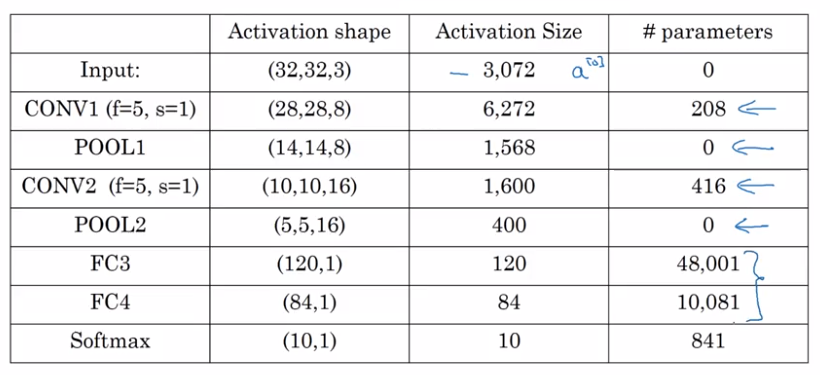 Activation shape Activation Size # parameters
Input: (32,32,3) – 3,072 a[0] 0
CONV1 (f=5, s=1) (28,28,8) 6,272 208 ←
POOL1 (14,14,8) 1,568 0 ←
CONV2 (f=5, s=1) (10,10,16) 1,600 416 ←
POOL2 (5,5,16) 400 0 ←
FC3 (120,1) 120 48,001
FC4 (84,1) 84 10,081
Softmax (10,1) 10 841